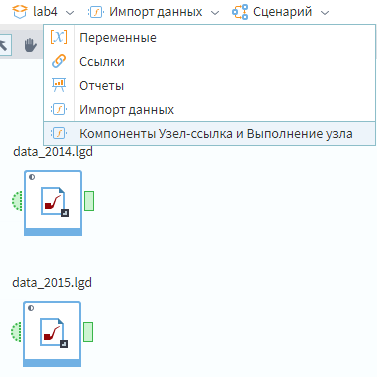 lab4 Импорт данных Сценарий
Переменные
Ссылки
Отчеты
Импорт данных
Компоненты Узел-ссылка и Выполнение узла
data_2014.lgd
data_2015.lgd